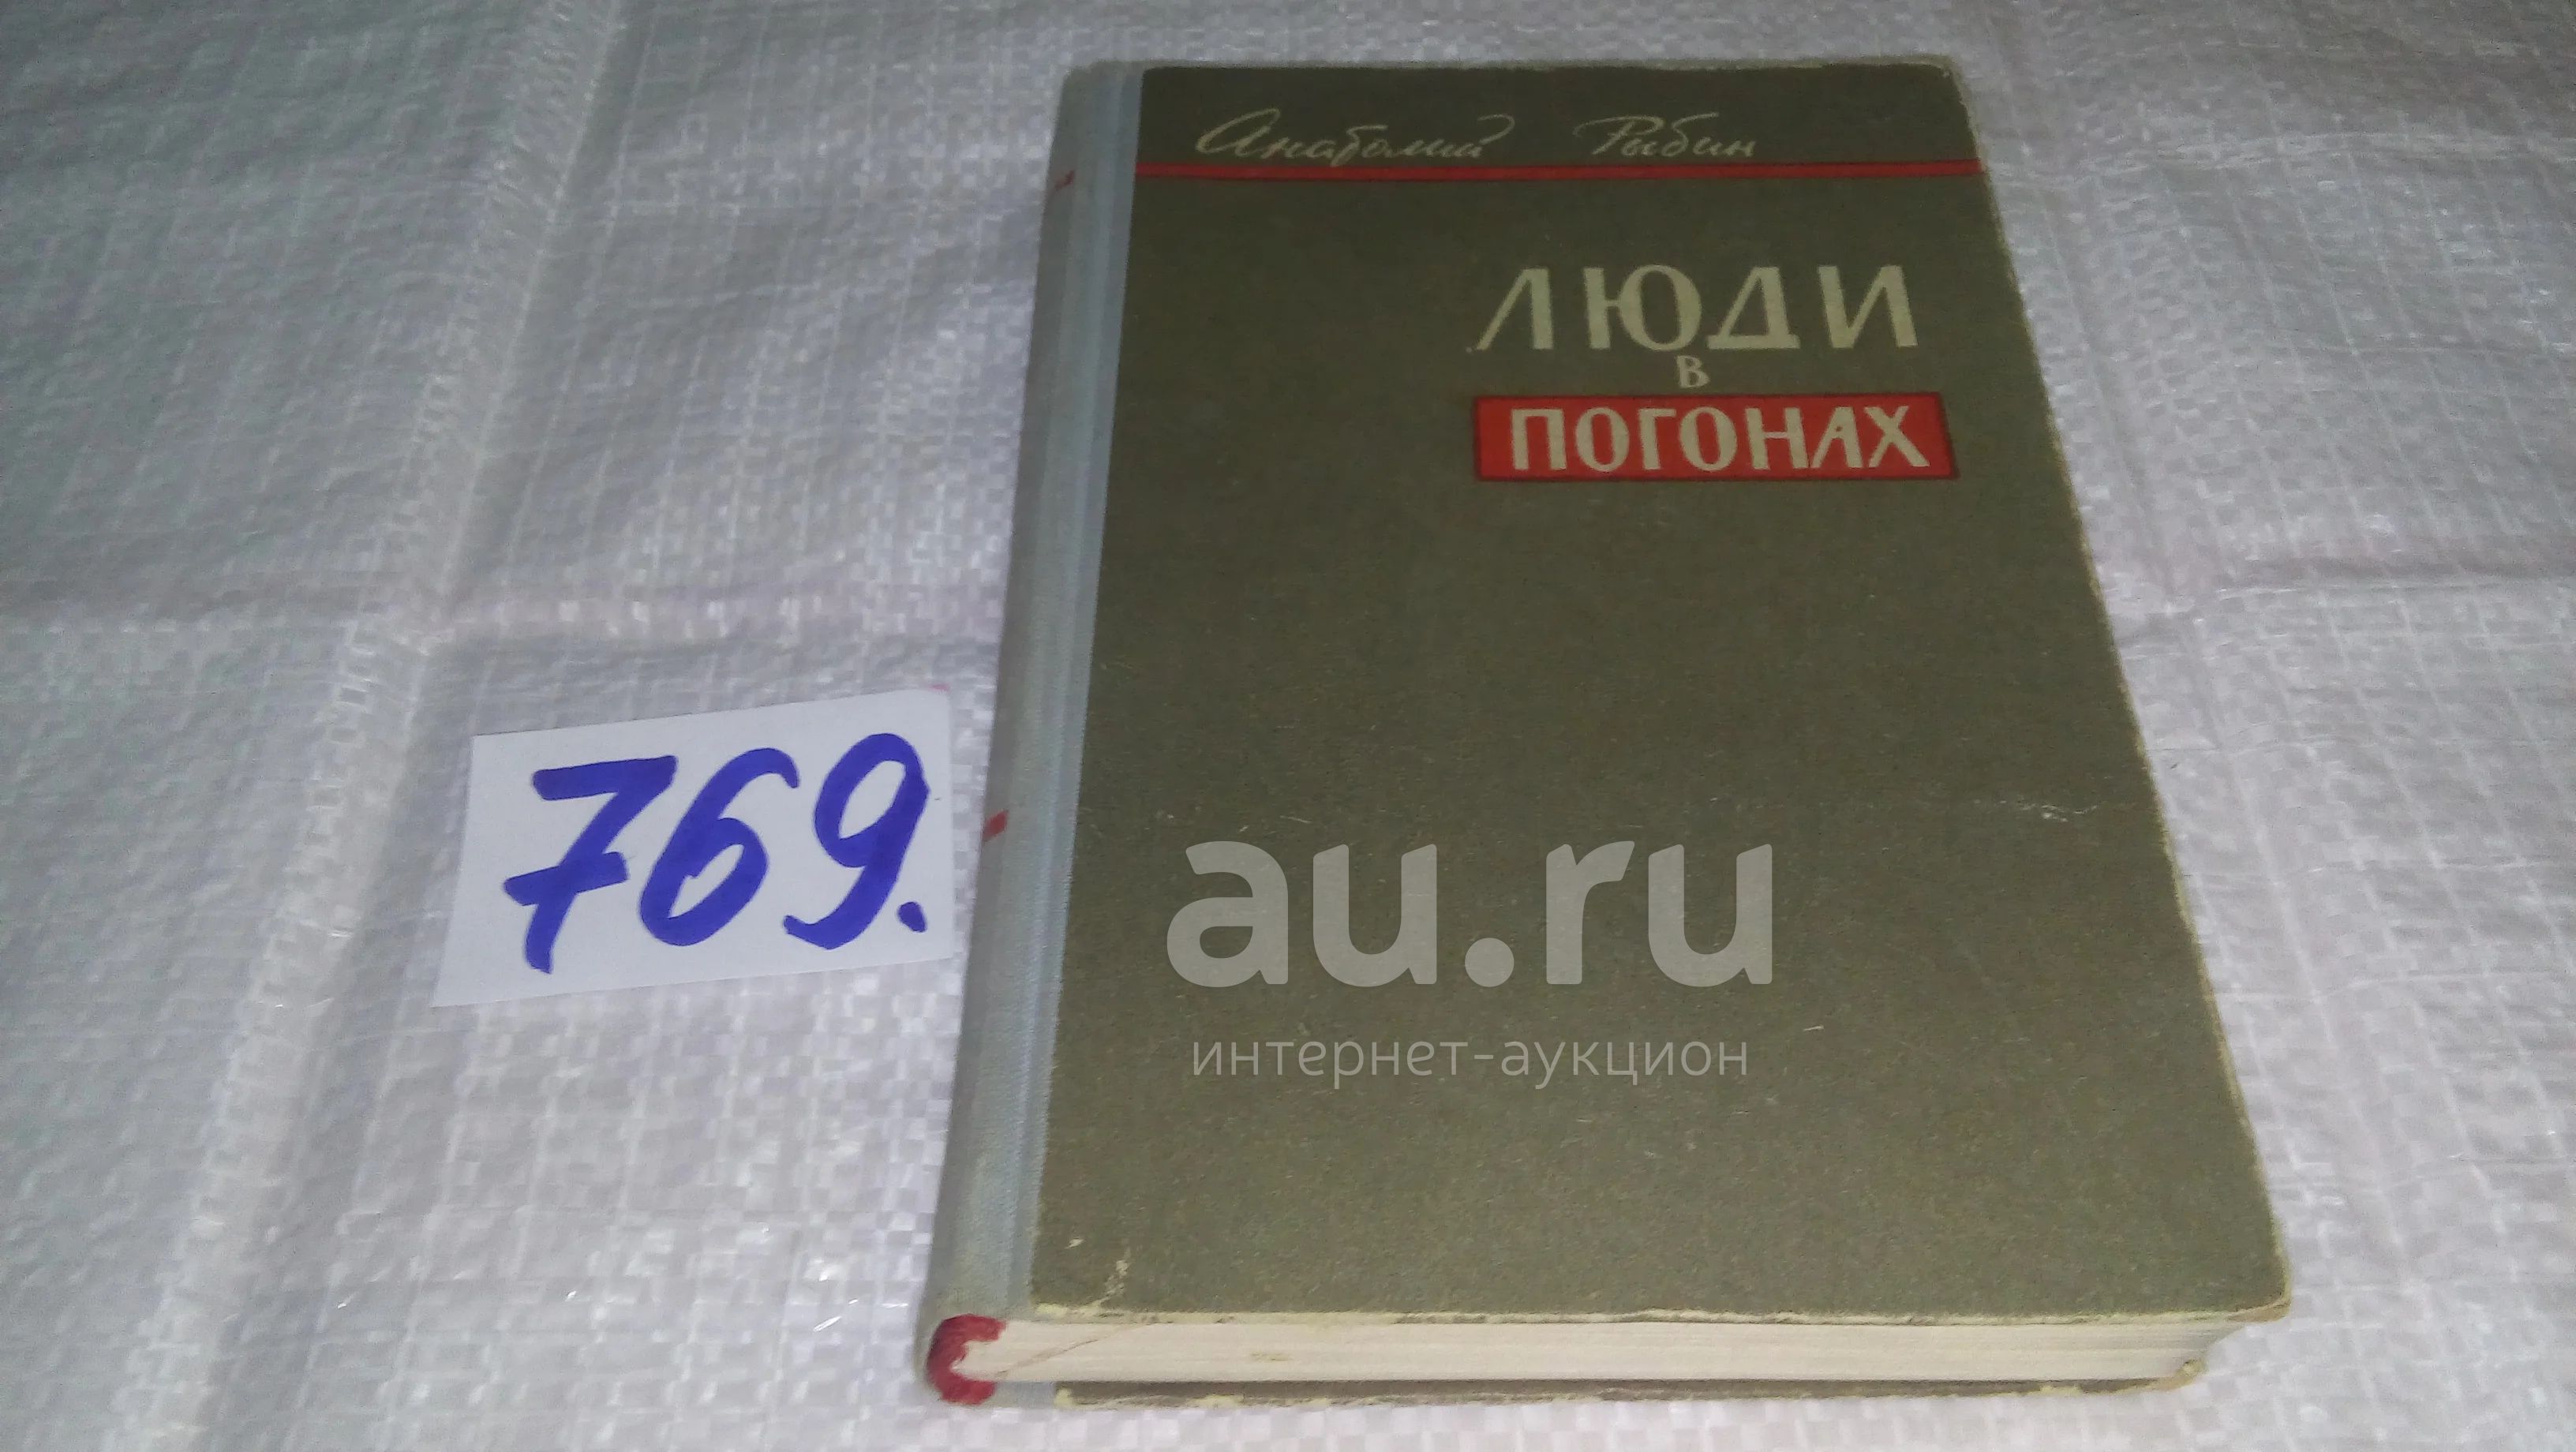 Анатолий Рыбин
ЛЮДИ
В
ПОГОНАХ
769.
au.ru
интернет-аукцион